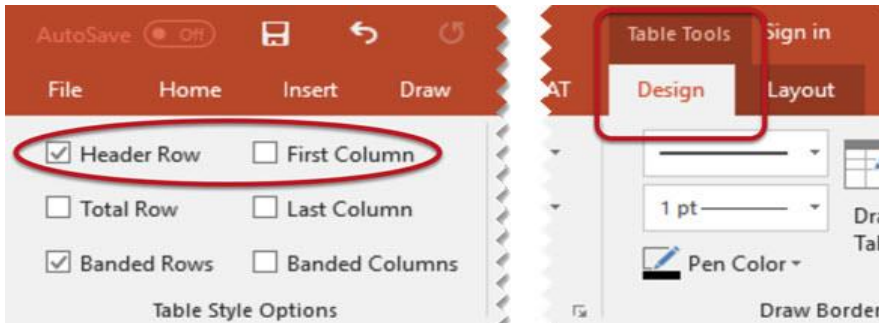 AutoSave Off
File Home Insert Draw
Header Row First Column
Total Row Last Column
Banded Rows Banded Columns
Table Style Options
Table Tools Sign in
AT Design Layout
1 pt
Pen Color
Draw Border